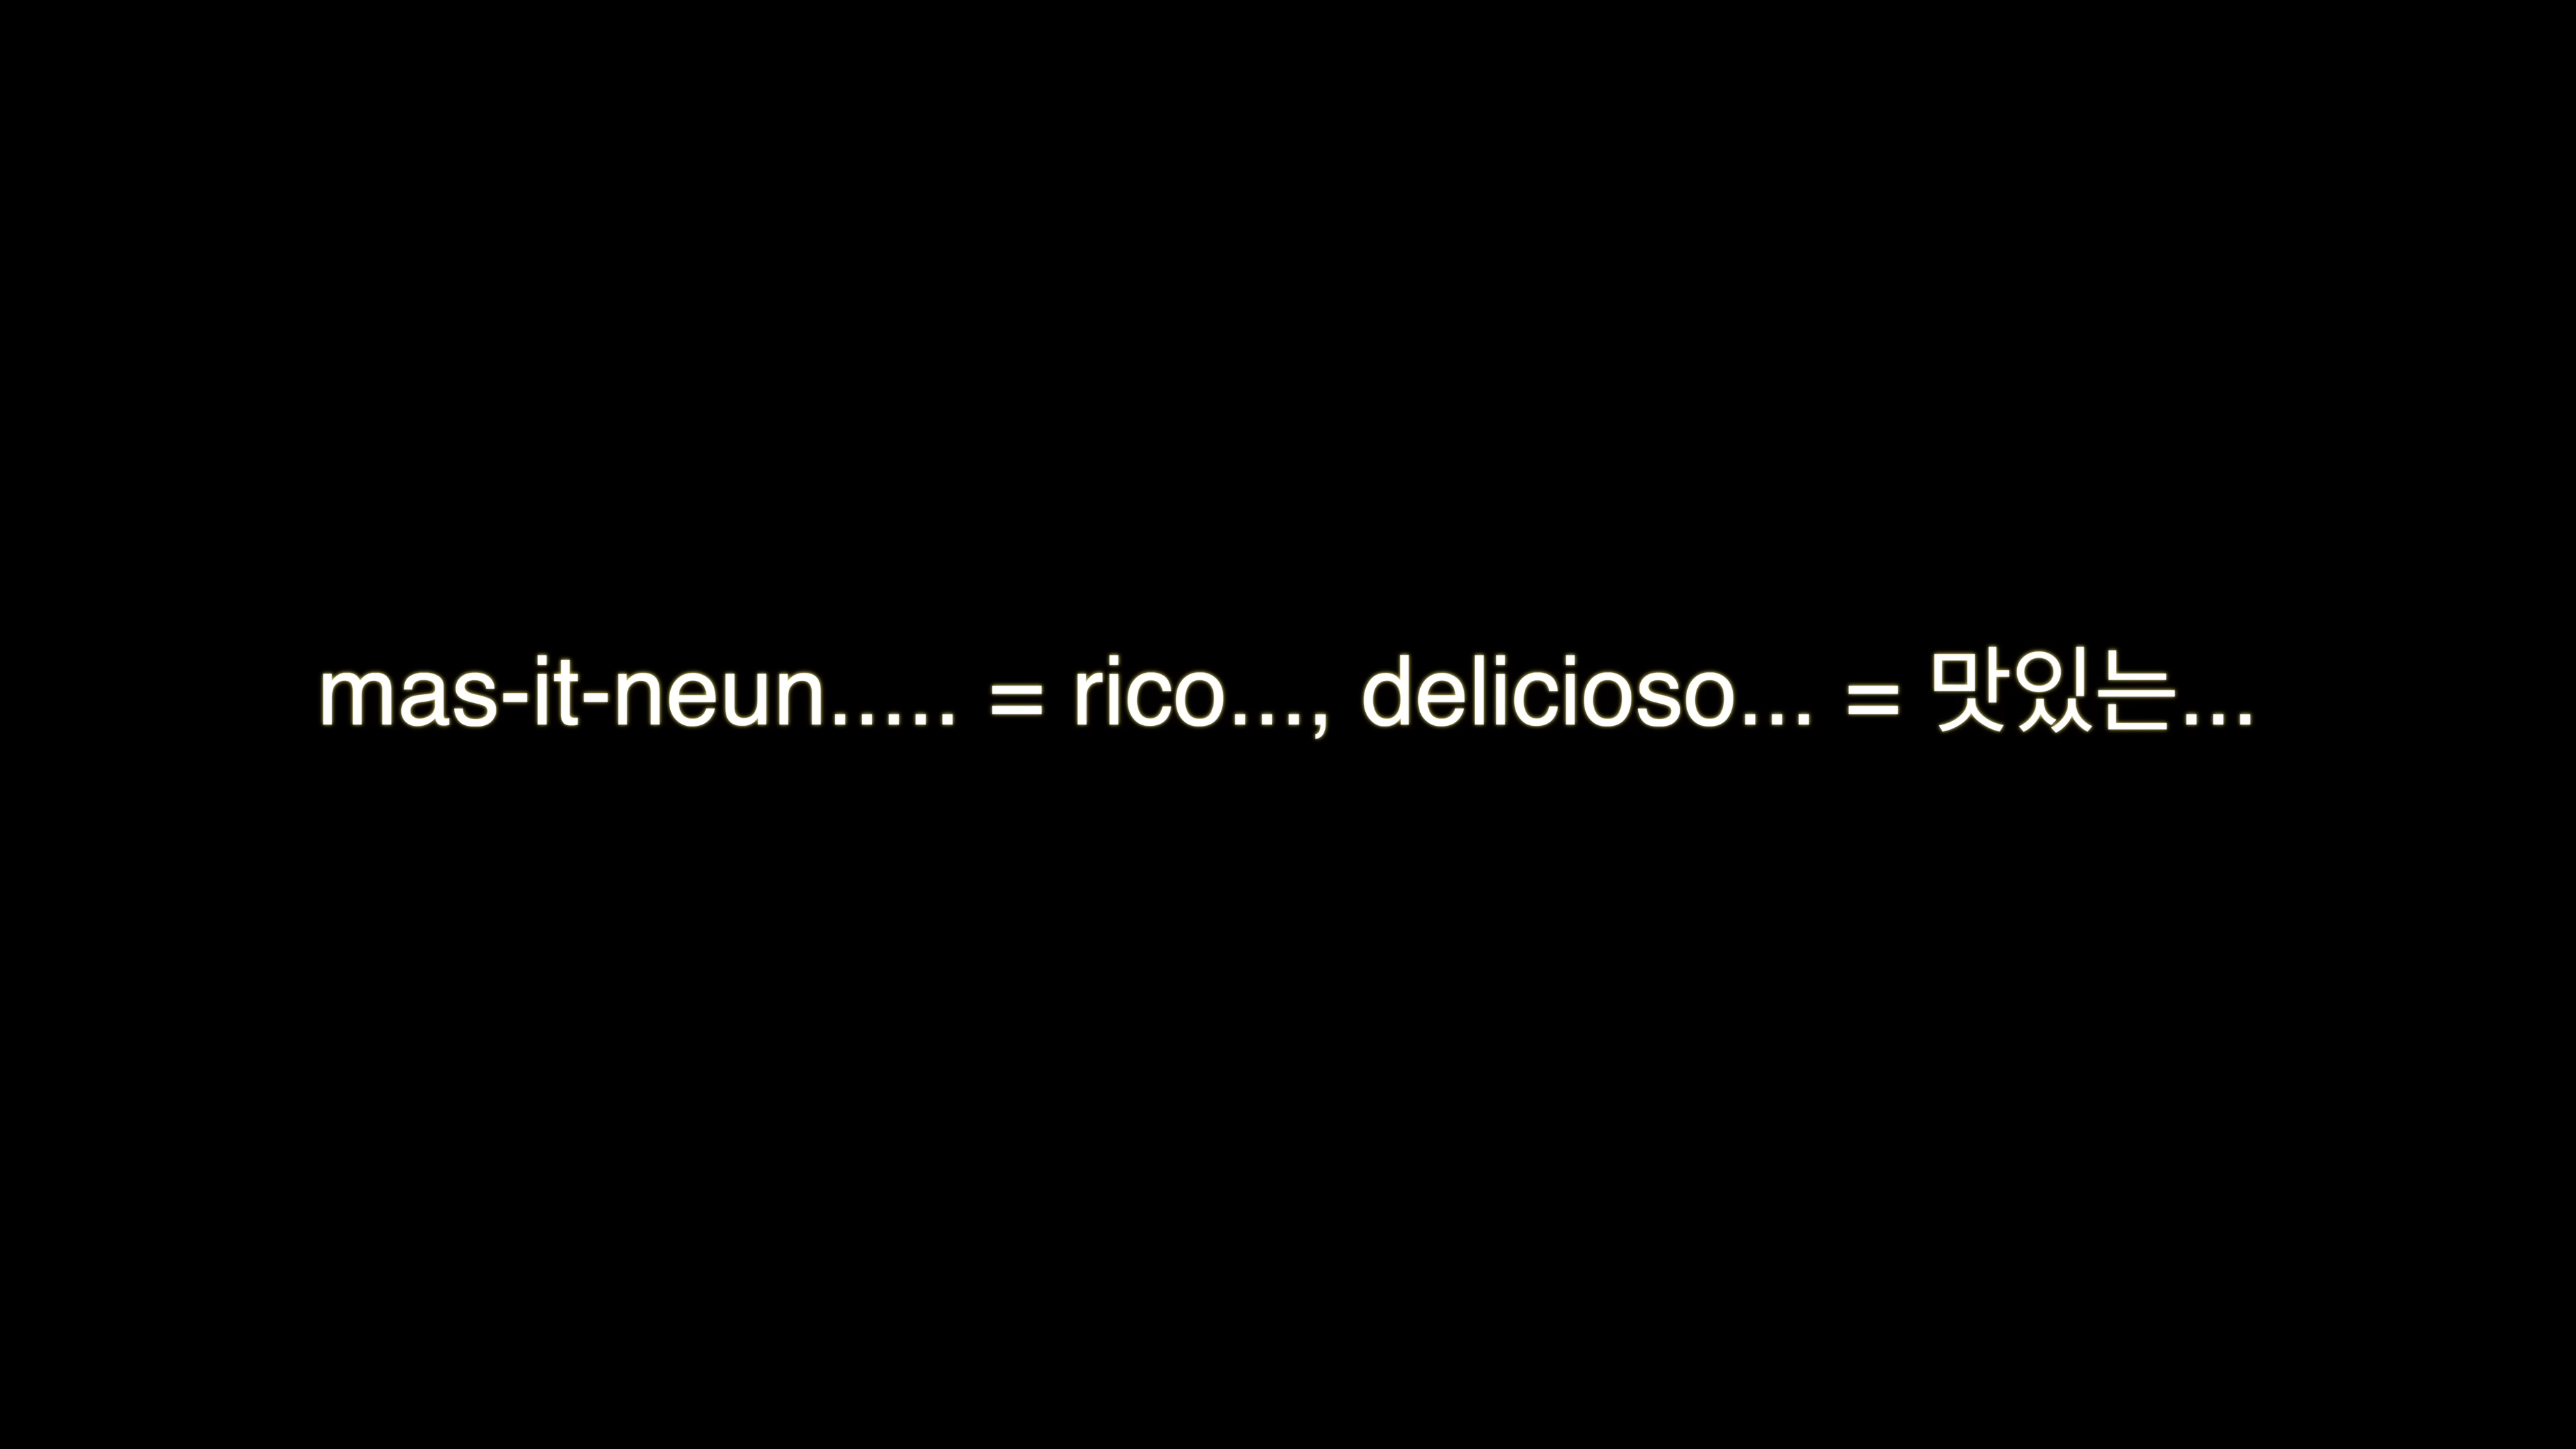 mas-it-neun..... = rico..., delicioso... = 맛있는...